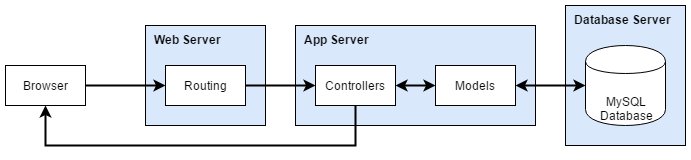 Database Server
Web Server
App Server
Browser
Routing
Controllers
Models
MySQL
Database